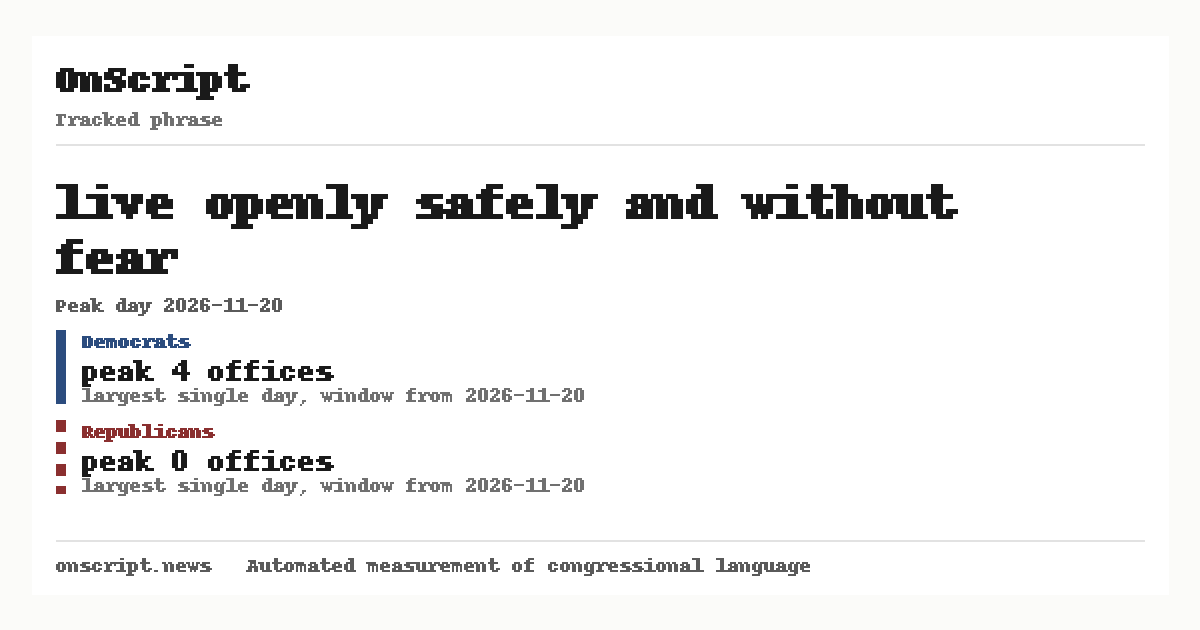 OnScript
Tracked phrase
live openly safely and without
fear
Peak day 2026-11-20
Democrats
peak 4 offices
largest single day, window from 2026-11-20
Republicans
peak 0 offices
largest single day, window from 2026-11-20
onscript.news Automated measurement of congressional language